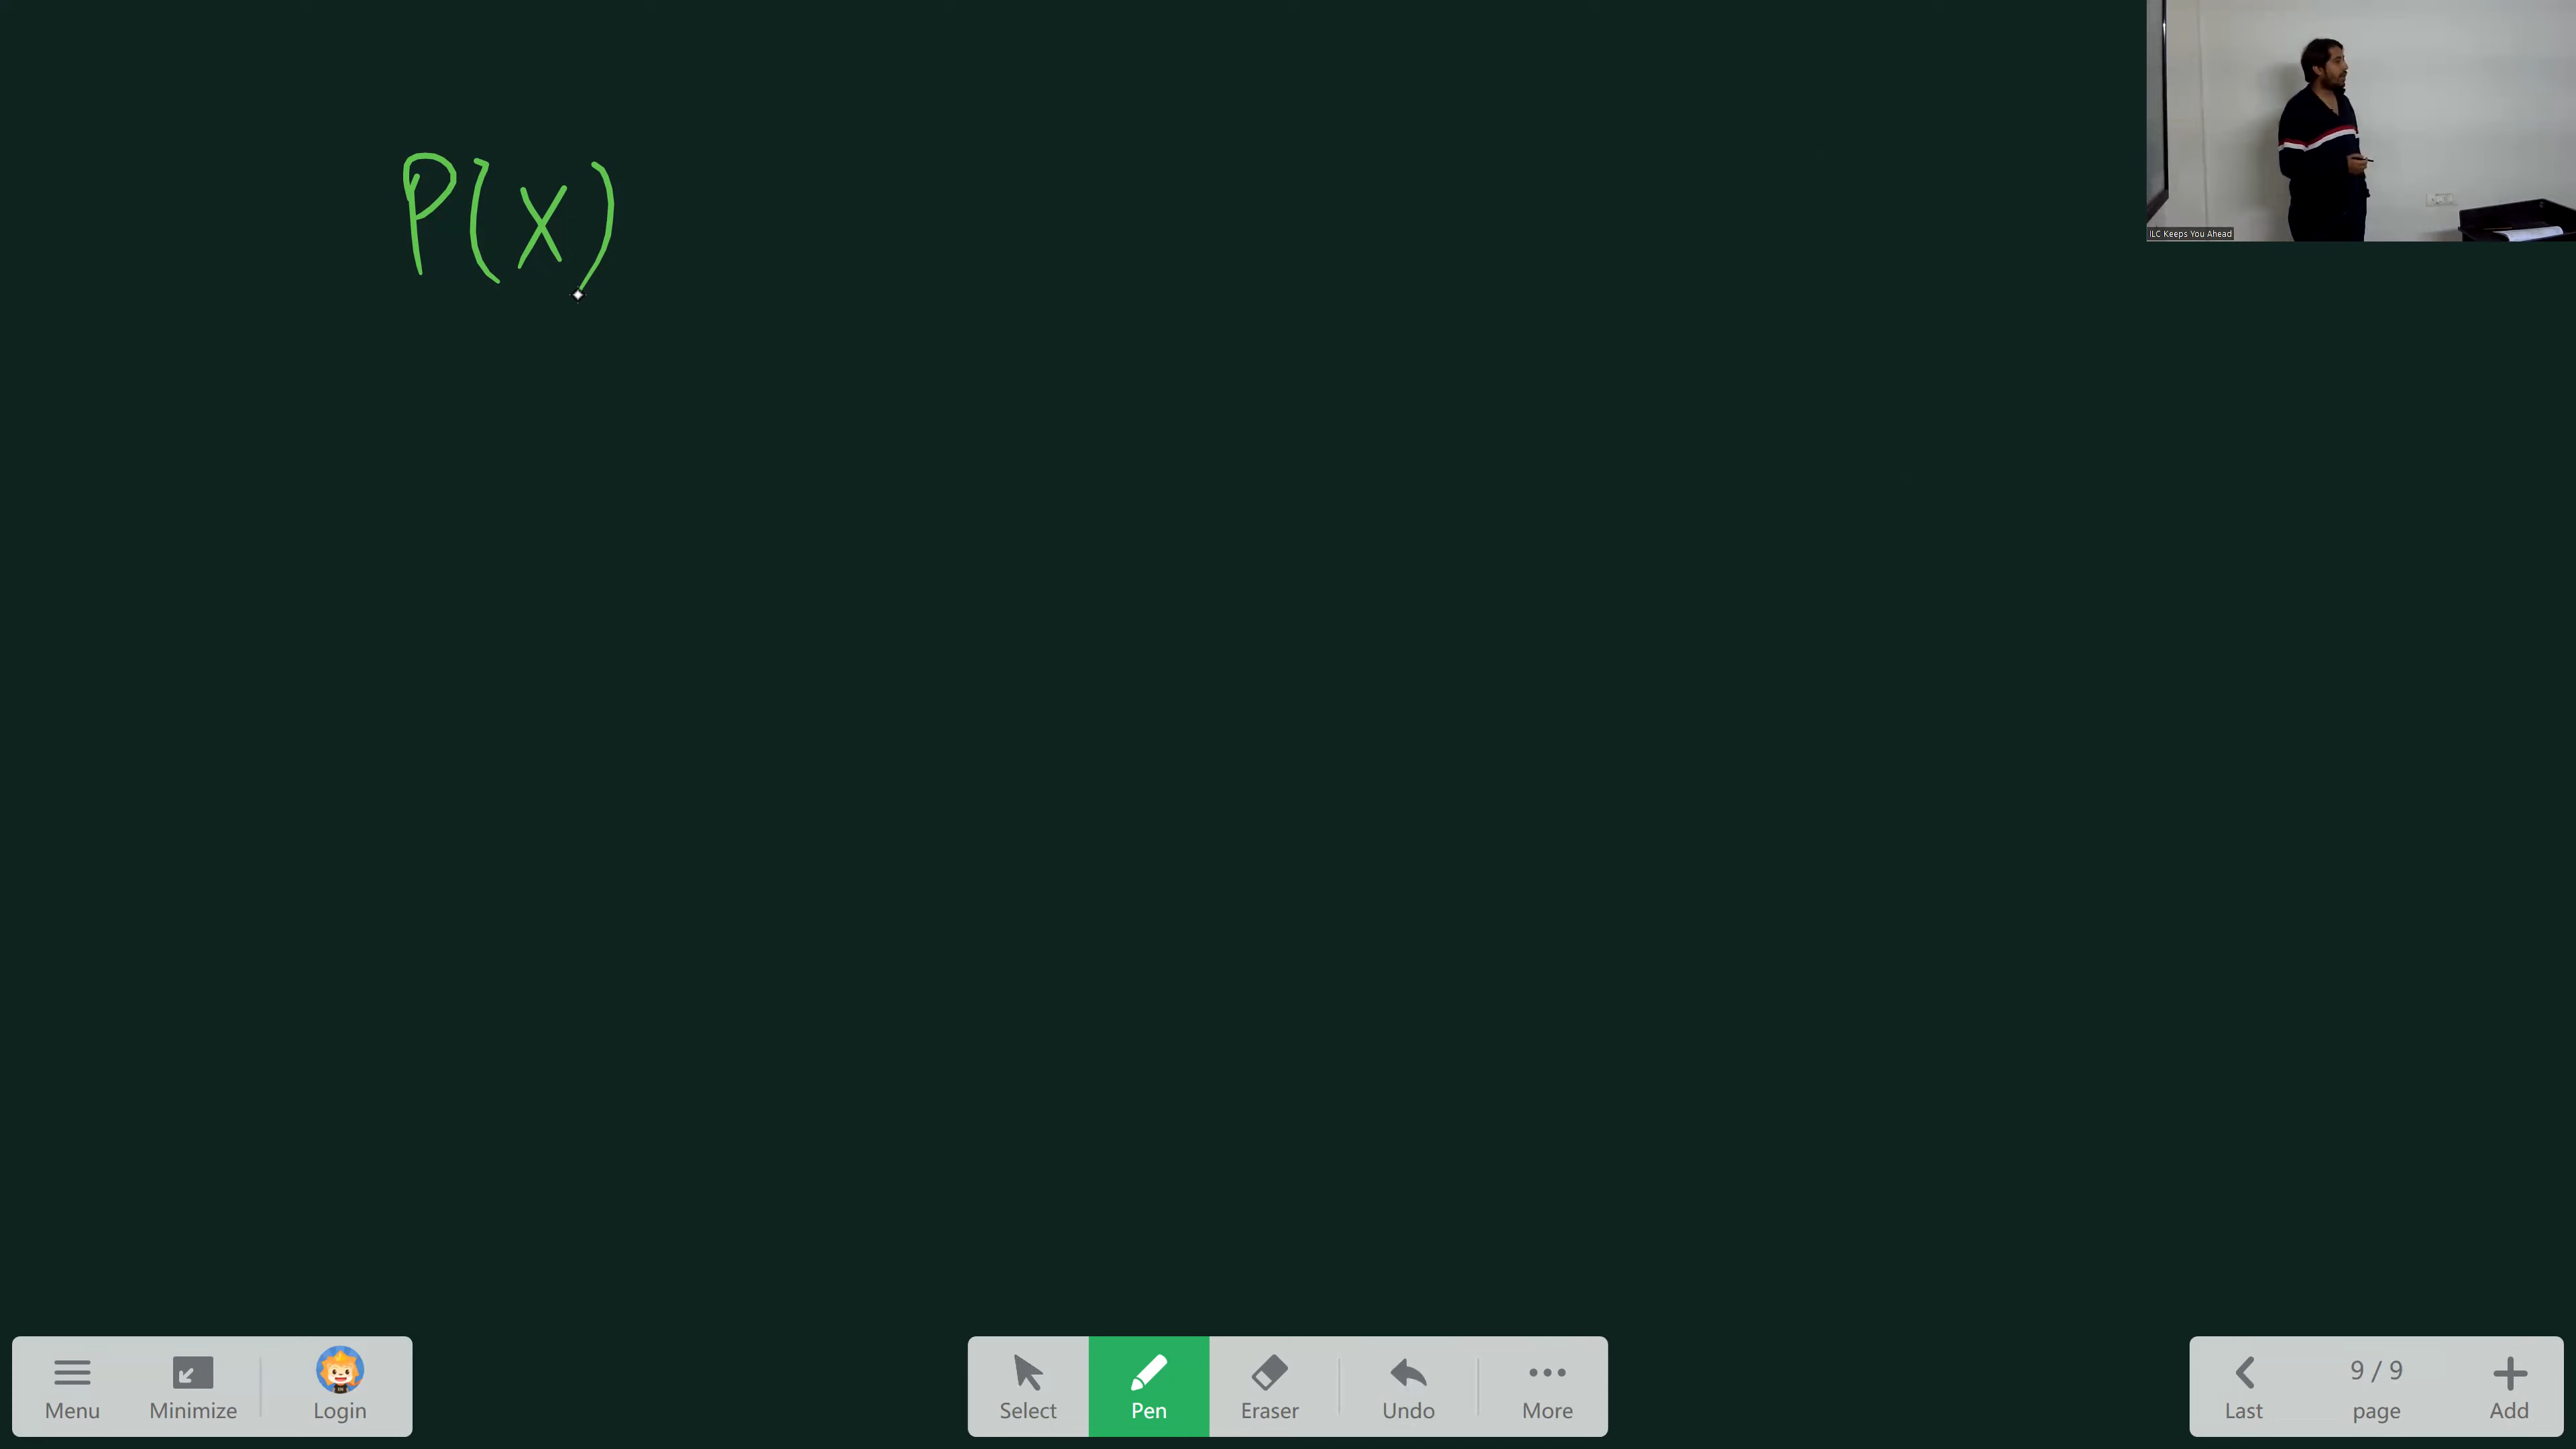 P(x)
ILC Keeps You Ahead
Menu
Minimize
Login
Select
Pen
Eraser
Undo
More
Last
9 / 9
page
Add